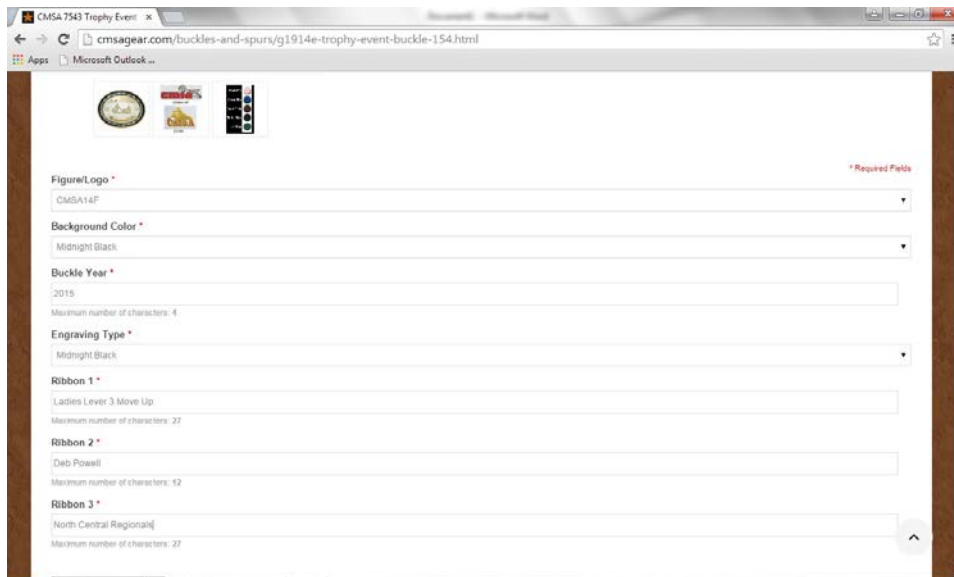 CMSA 7543 Trophy Event
cmsagear.com/buckles-and-spurs/g1914e-trophy-event-buckle-154.html
Apps Microsoft Outlook ...
* Required Fields
Figure/Logo *
CMSA14F
Background Color *
Midnight Black
Buckle Year *
2015
Maximum number of characters: 4
Engraving Type *
Midnight Black
Ribbon 1 *
Ladies Lever 3 Move Up
Maximum number of characters: 27
Ribbon 2 *
Deb Powell
Maximum number of characters: 12
Ribbon 3 *
North Central Regionals
Maximum number of characters: 27